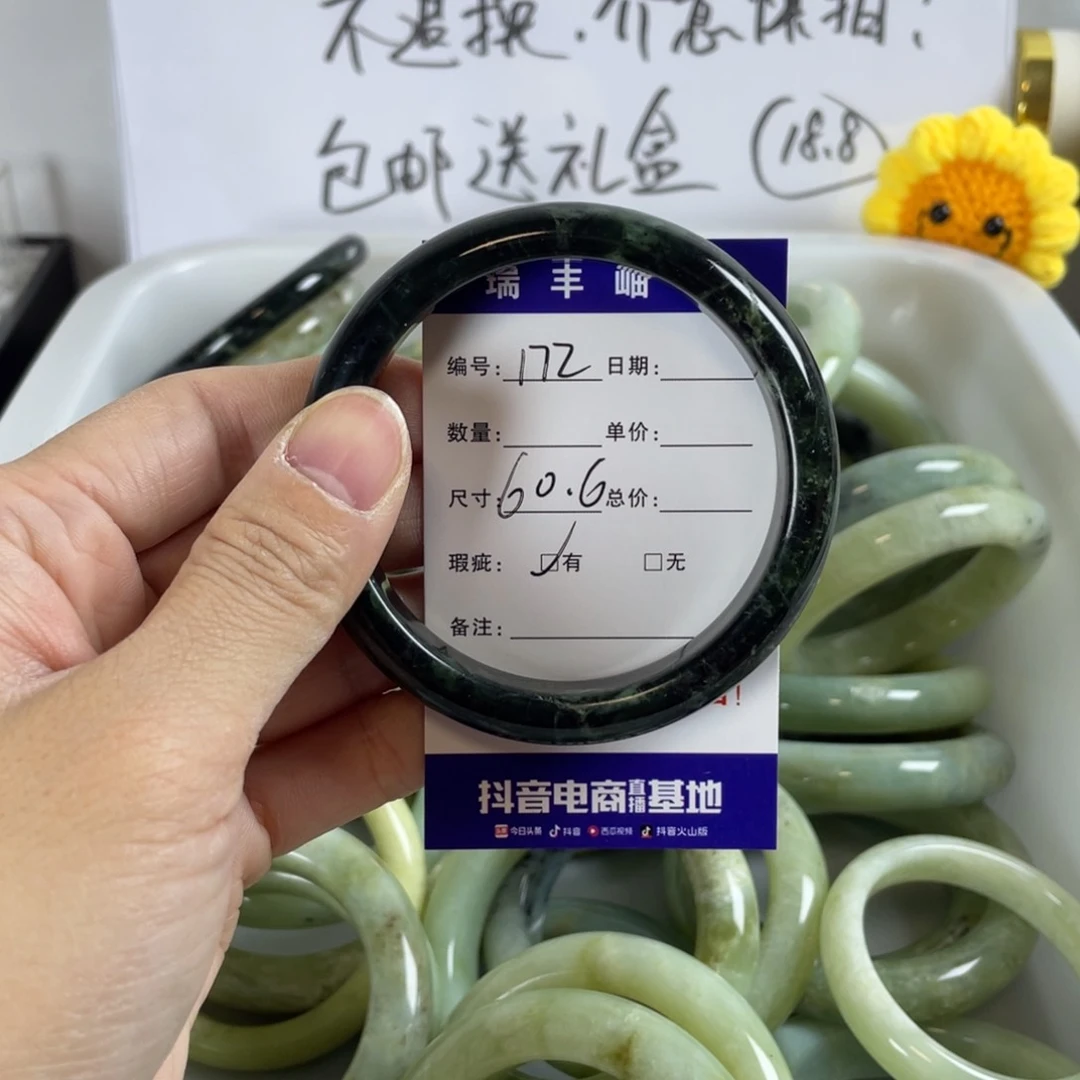 不退换.介意慎拍!
包邮送礼盒 (18.8)
瑞丰岫
编号: 172 日期:
数量: 单价:
尺寸: 60.6 总价:
瑕疵: ☑有 □无
备注:
!
抖音电商直播基地
今日头条 抖音 西瓜视频 抖音火山版